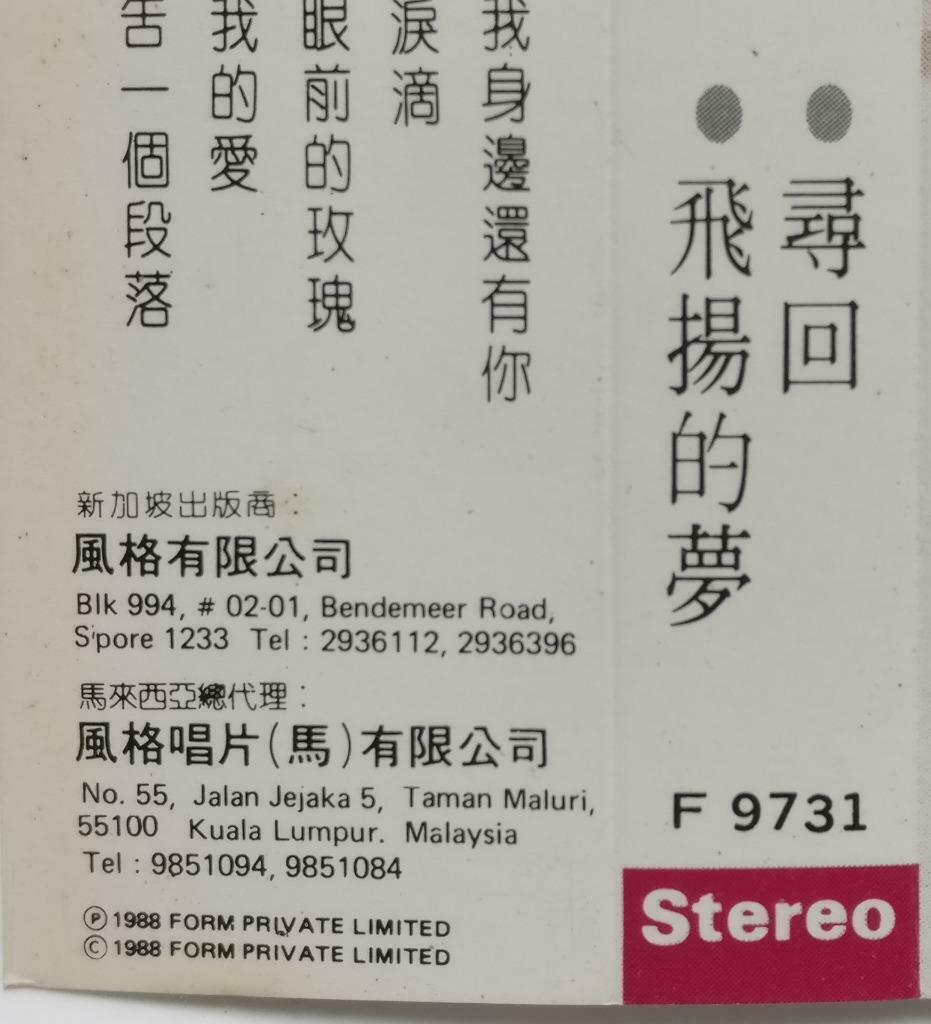 ●尋回
●飛揚的夢
F 9731
Stereo
我身邊還有你
淚滴
眼前的玫瑰
我的愛
告一個段落
新加坡出版商：
風格有限公司
Blk 994, # 02-01, Bendemeer Road,
S'pore 1233 Tel : 2936112, 2936396
馬來西亞總代理：
風格唱片(馬)有限公司
No. 55, Jalan Jejaka 5, Taman Maluri,
55100 Kuala Lumpur. Malaysia
Tel : 9851094, 9851084
Ⓟ 1988 FORM PRIVATE LIMITED
Ⓒ 1988 FORM PRIVATE LIMITED